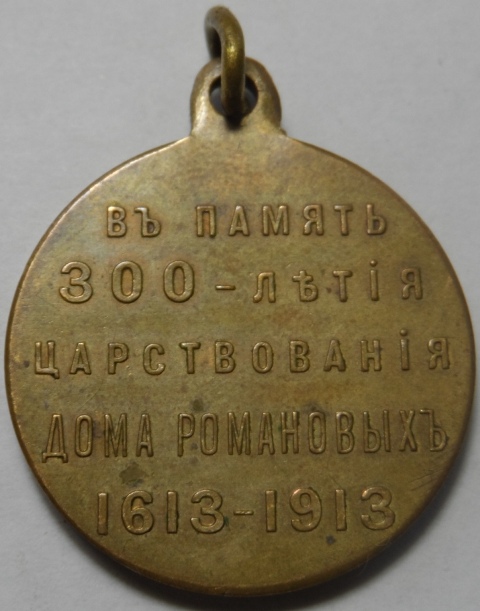 ВЪ ПАМЯТЬ
300-ЛѢТІЯ
ЦАРСТВОВАНІЯ
ДОМА РОМАНОВЫХЪ
1613-1913